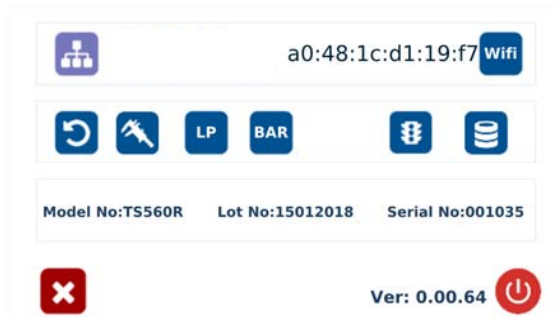 a0:48:1c:d1:19:f7 Wifi
LP BAR
Model No:TS560R Lot No:15012018 Serial No:001035
Ver: 0.00.64